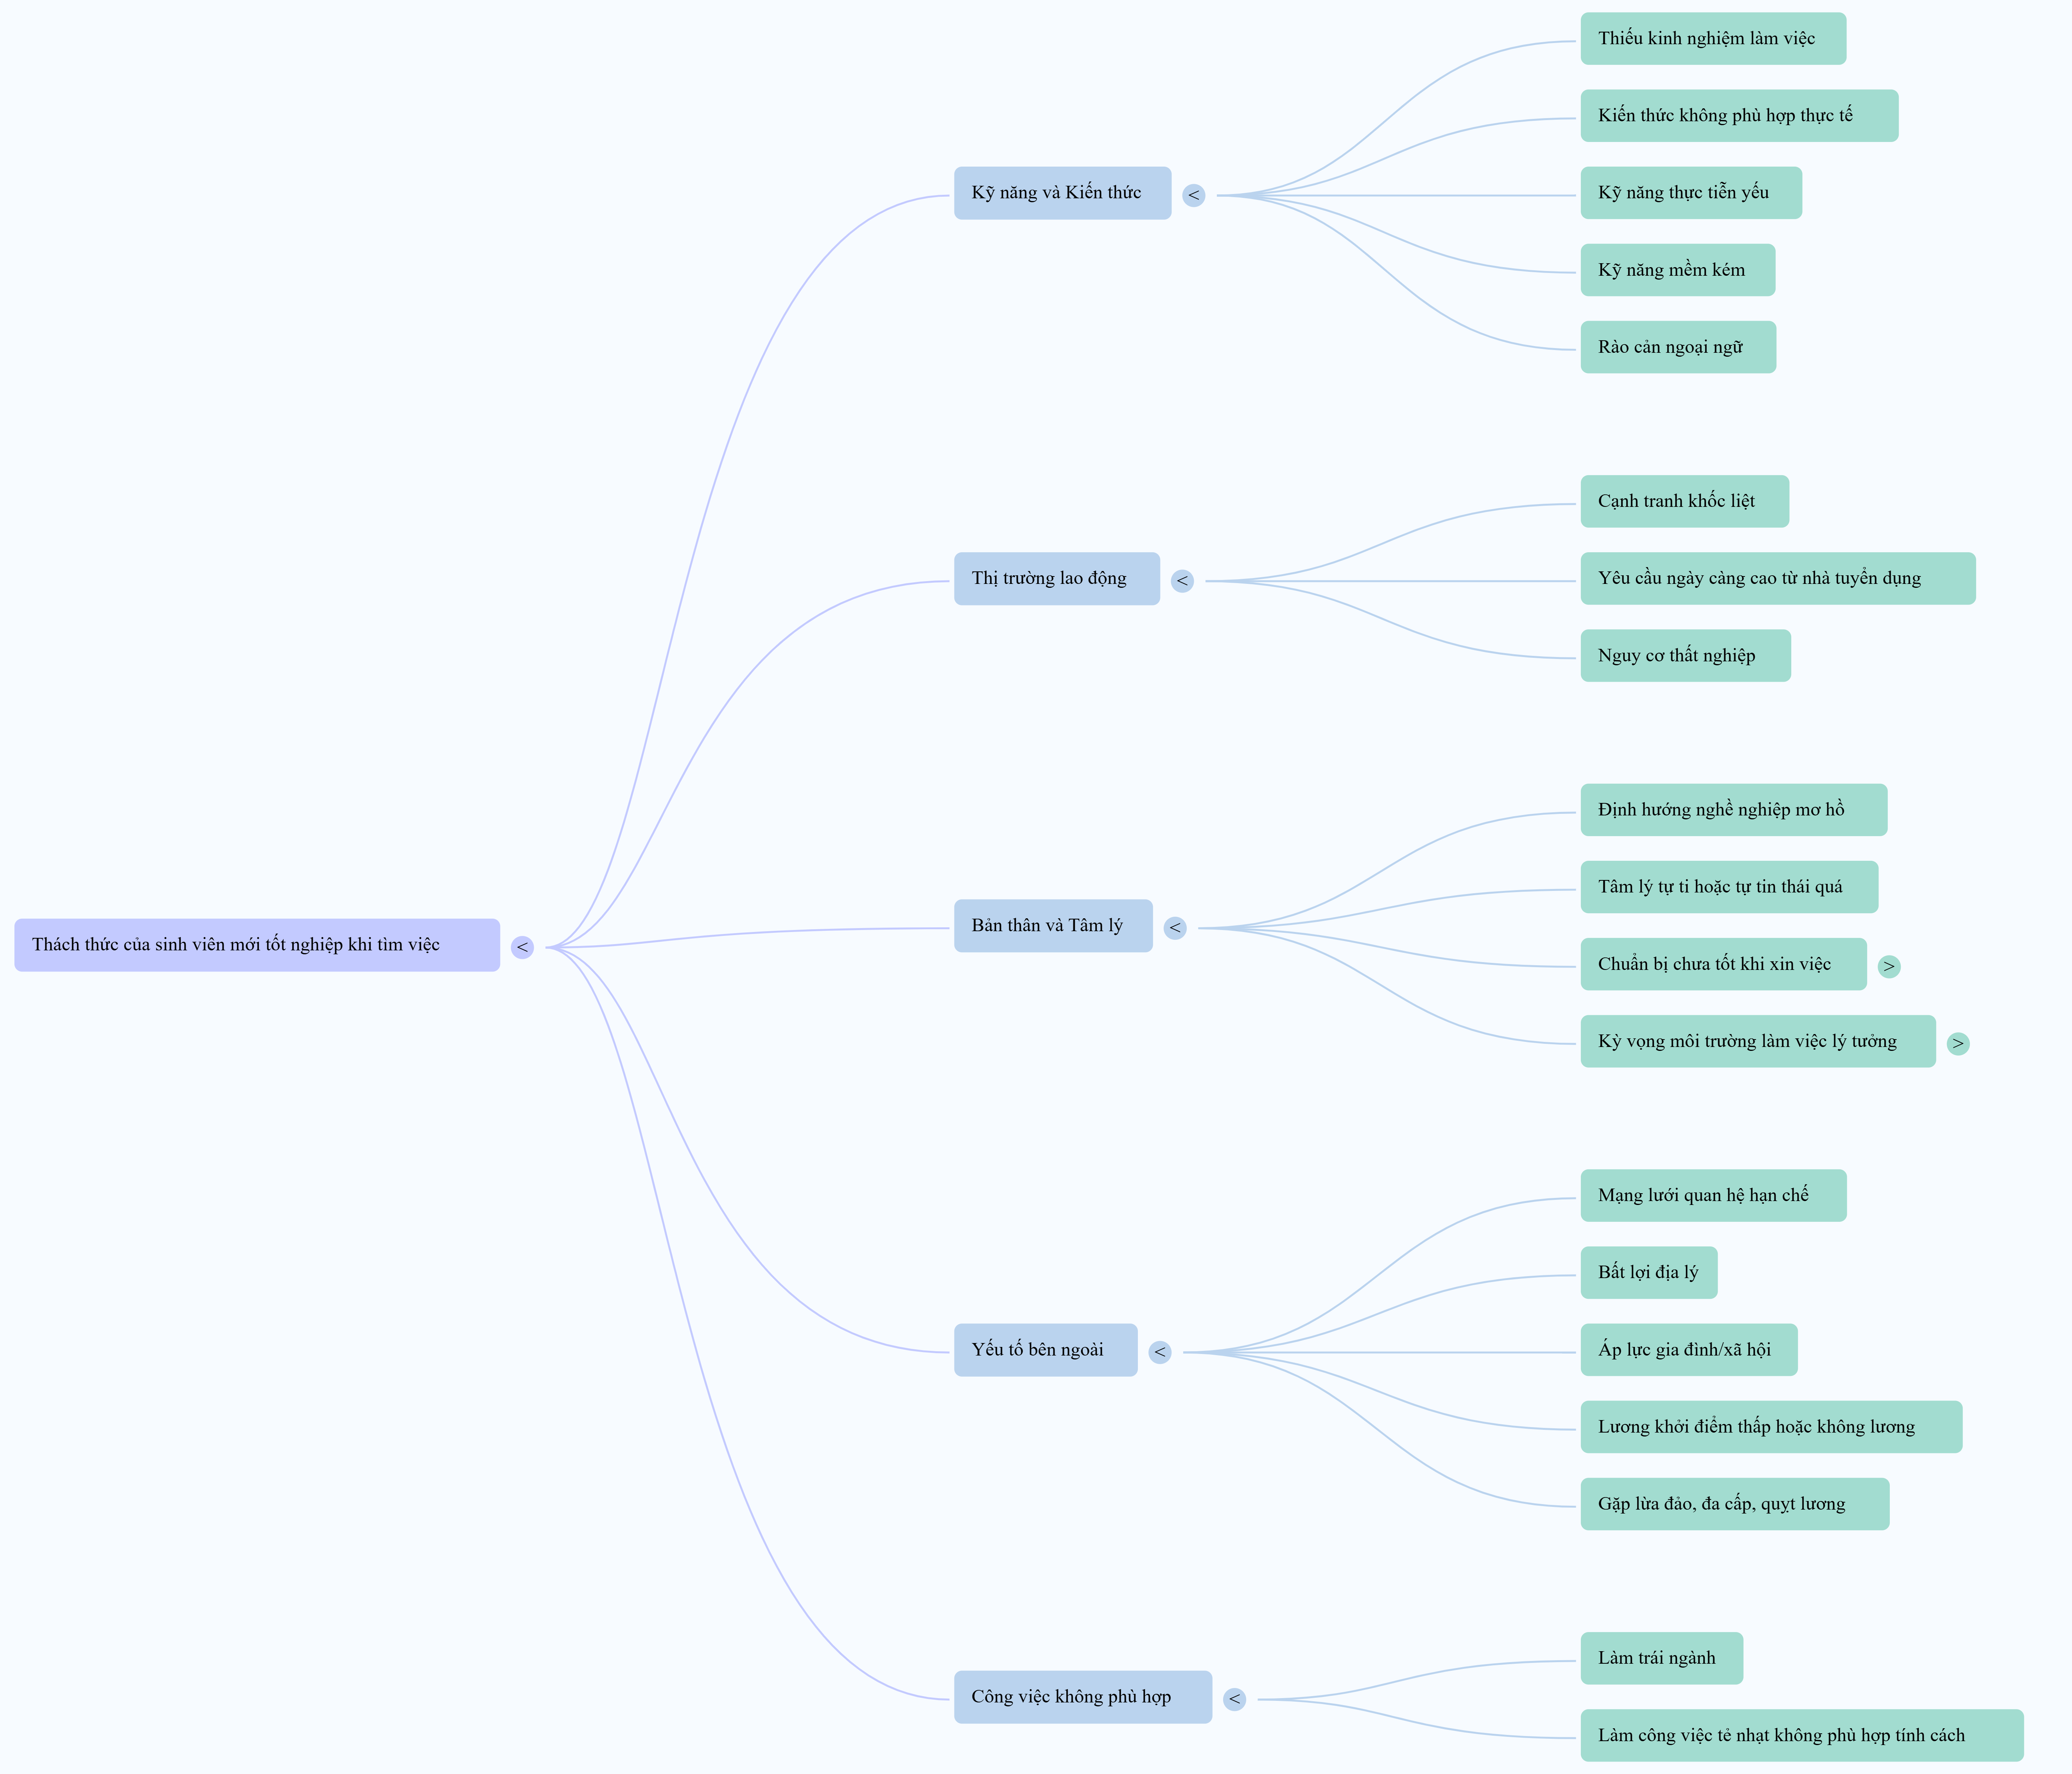 Thách thức của sinh viên mới tốt nghiệp khi tìm việc
<
Kỹ năng và Kiến thức
<
Thiếu kinh nghiệm làm việc
Kiến thức không phù hợp thực tế
Kỹ năng thực tiễn yếu
Kỹ năng mềm kém
Rào cản ngoại ngữ
Thị trường lao động
<
Cạnh tranh khốc liệt
Yêu cầu ngày càng cao từ nhà tuyển dụng
Nguy cơ thất nghiệp
Bản thân và Tâm lý
<
Định hướng nghề nghiệp mơ hồ
Tâm lý tự ti hoặc tự tin thái quá
Chuẩn bị chưa tốt khi xin việc
>
Kỳ vọng môi trường làm việc lý tưởng
>
Yếu tố bên ngoài
<
Mạng lưới quan hệ hạn chế
Bất lợi địa lý
Áp lực gia đình/xã hội
Lương khởi điểm thấp hoặc không lương
Gặp lừa đảo, đa cấp, quỵt lương
Công việc không phù hợp
<
Làm trái ngành
Làm công việc tẻ nhạt không phù hợp tính cách